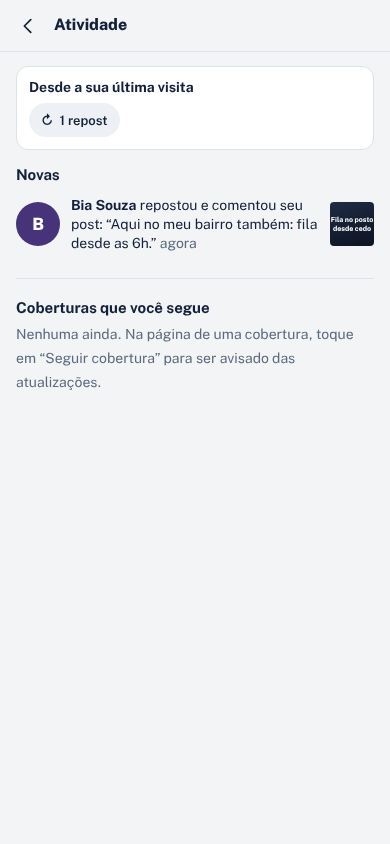 Atividade
Desde a sua última visita
1 repost
Novas
B
Bia Souza repostou e comentou seu
post: “Aqui no meu bairro também: fila
desde as 6h.” agora
Fila no posto
desde cedo
Coberturas que você segue
Nenhuma ainda. Na página de uma cobertura, toque
em “Seguir cobertura” para ser avisado das
atualizações.